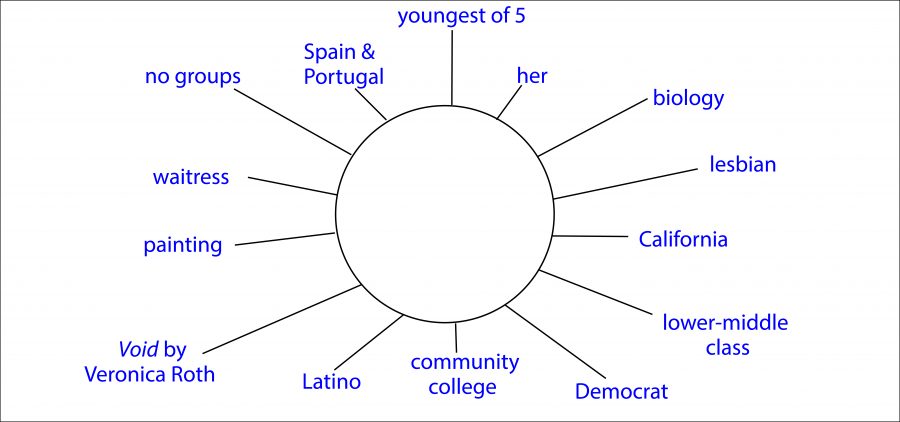 youngest of 5
Spain &
Portugal
her
no groups
biology
lesbian
waitress
California
painting
lower-middle
class
Void by
Veronica Roth
community
college
Latino
Democrat